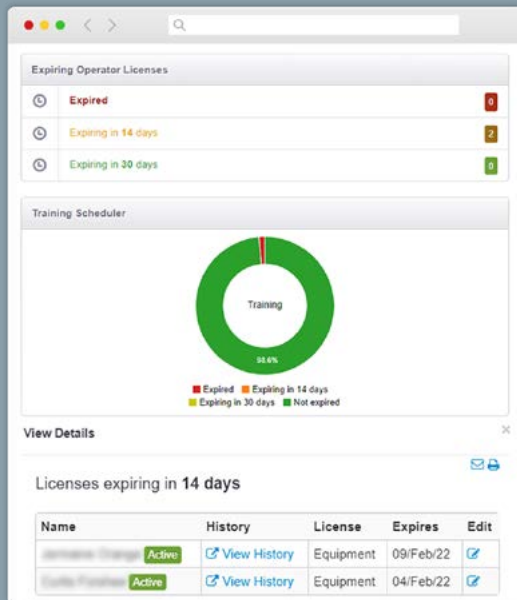 Expiring Operator Licenses
Expired 0
Expiring in 14 days 2
Expiring in 30 days 0
Training Scheduler
Training
Expired Expiring in 14 days
Expiring in 30 days Not expired
View Details ×
Licenses expiring in 14 days
Name History License Expires Edit
Active View History Equipment 09/Feb/22
Active View History Equipment 04/Feb/22